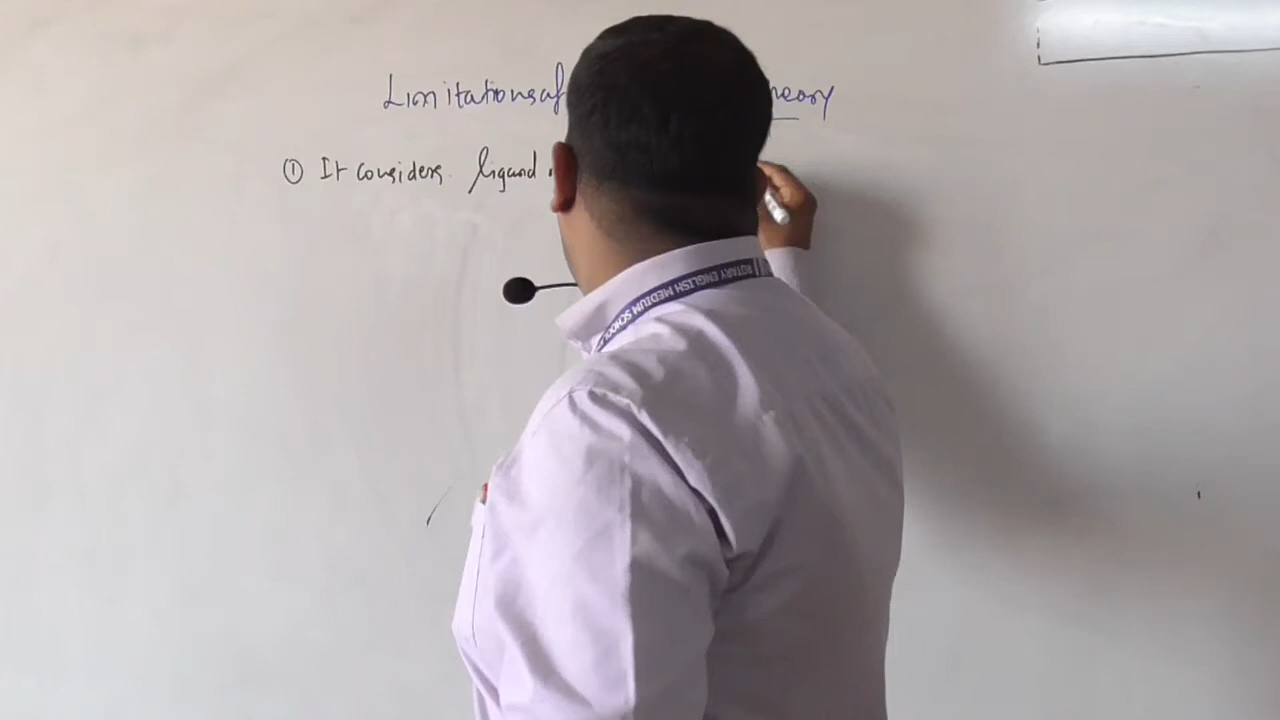 Limitations of
① It considers ligand
ROTARY ENGLISH MEDIUM SCHOOL